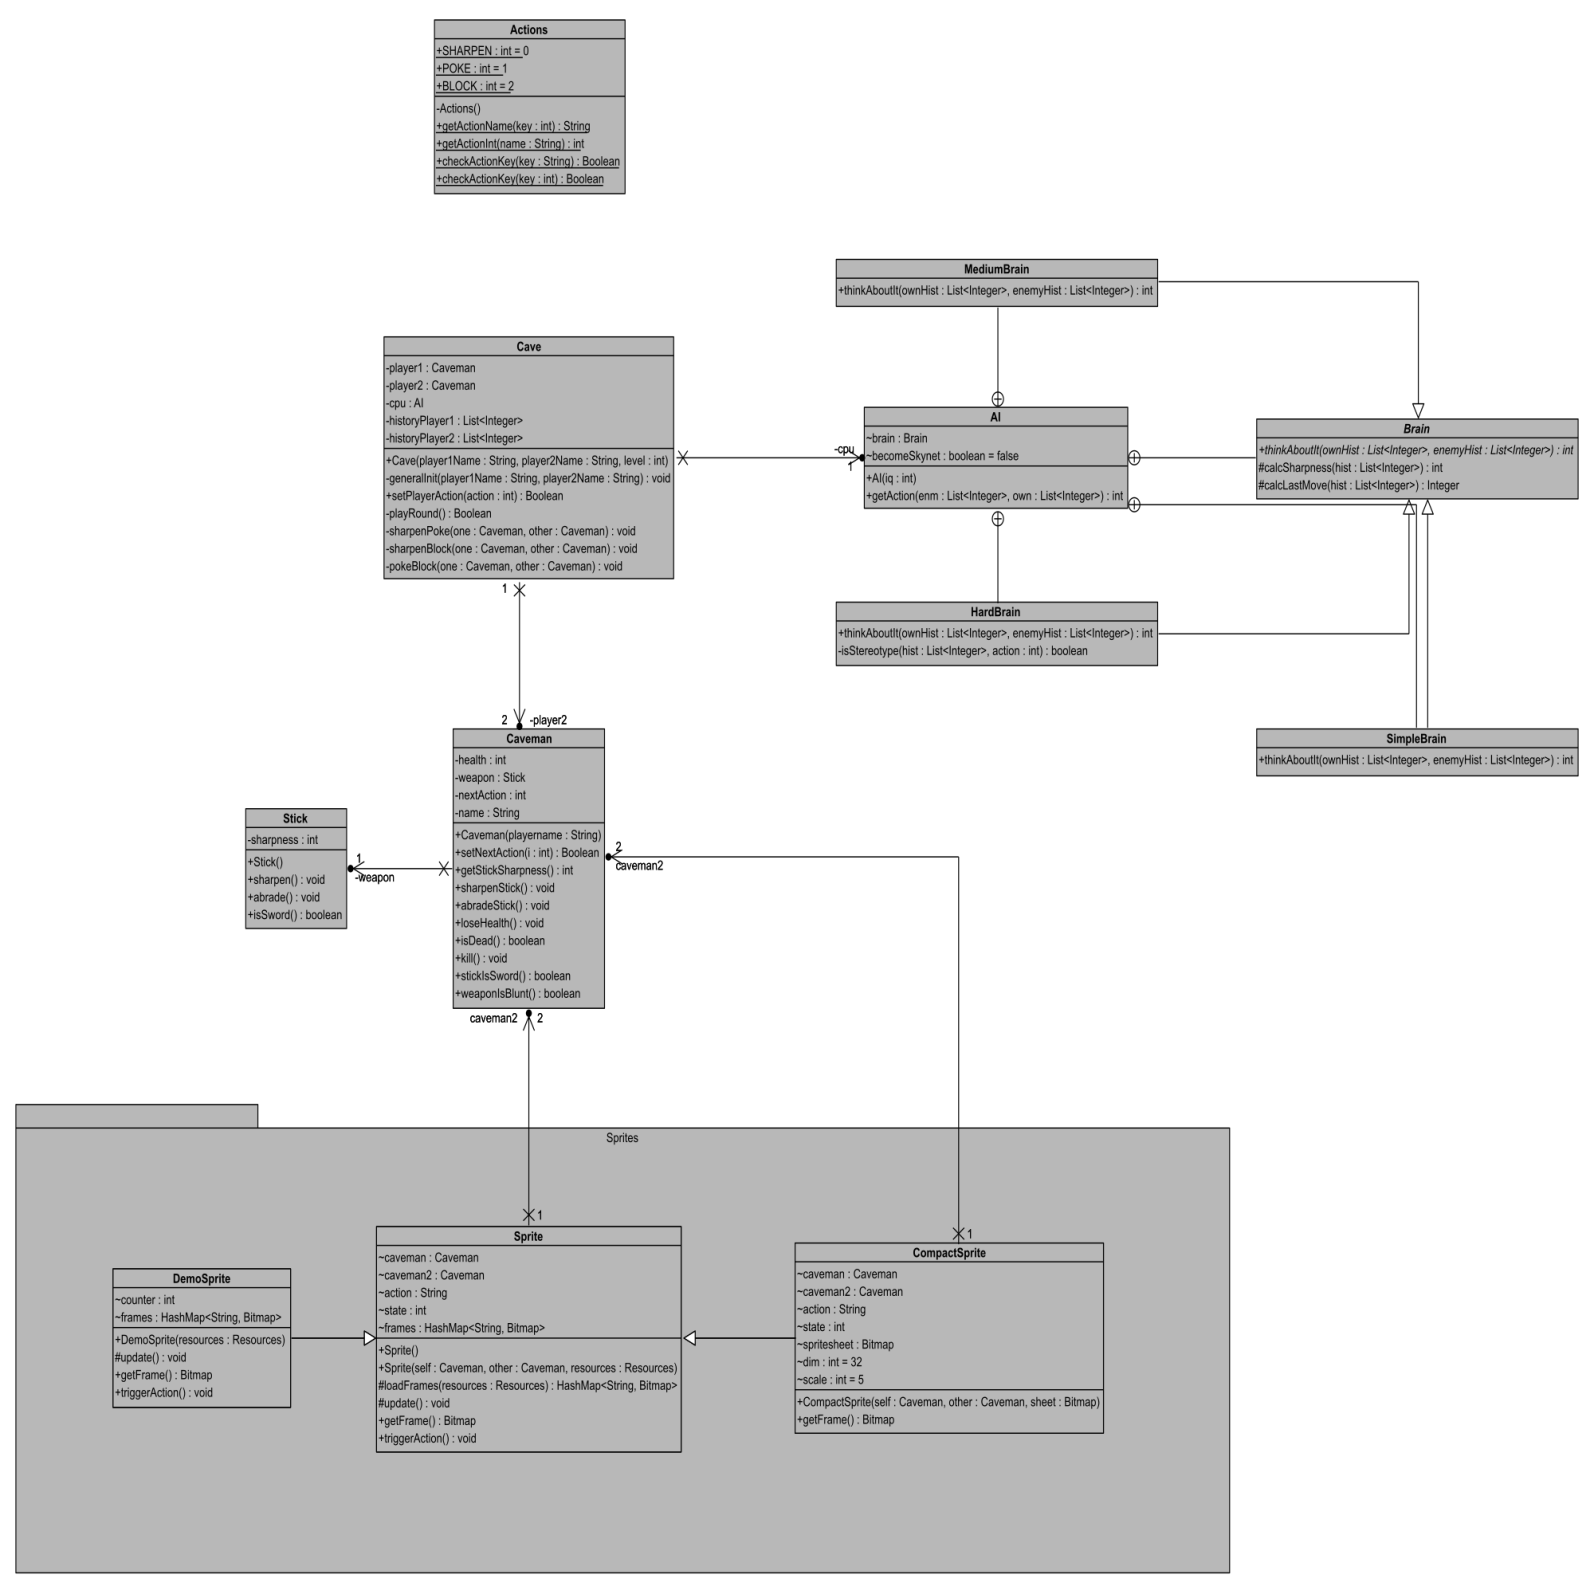 Actions
+SHARPEN : int = 0
+POKE : int = 1
+BLOCK : int = 2
-Actions()
+getActionName(key : int) : String
+getActionInt(name : String) : int
+checkActionKey(key : String) : Boolean
+checkActionKey(key : int) : Boolean
MediumBrain
+thinkAboutIt(ownHist : List<Integer>, enemyHist : List<Integer>) : int
Cave
-player1 : Caveman
-player2 : Caveman
-cpu : AI
-historyPlayer1 : List<Integer>
-historyPlayer2 : List<Integer>
+Cave(player1Name : String, player2Name : String, level : int)
-generalInit(player1Name : String, player2Name : String) : void
+setPlayerAction(action : int) : Boolean
-playRound() : Boolean
-sharpenPoke(one : Caveman, other : Caveman) : void
-sharpenBlock(one : Caveman, other : Caveman) : void
-pokeBlock(one : Caveman, other : Caveman) : void
-cpu
1
AI
~brain : Brain
~becomeSkynet : boolean = false
+AI(iq : int)
+getAction(enm : List<Integer>, own : List<Integer>) : int
Brain
+thinkAboutIt(ownHist : List<Integer>, enemyHist : List<Integer>) : int
#calcSharpness(hist : List<Integer>) : int
#calcLastMove(hist : List<Integer>) : Integer
1
HardBrain
+thinkAboutIt(ownHist : List<Integer>, enemyHist : List<Integer>) : int
-isStereotype(hist : List<Integer>, action : int) : boolean
2
-player2
SimpleBrain
+thinkAboutIt(ownHist : List<Integer>, enemyHist : List<Integer>) : int
Caveman
-health : int
-weapon : Stick
-nextAction : int
-name : String
+Caveman(playername : String)
+setNextAction(i : int) : Boolean
+getStickSharpness() : int
+sharpenStick() : void
+abradeStick() : void
+loseHealth() : void
+isDead() : boolean
+kill() : void
+stickIsSword() : boolean
+weaponIsBlunt() : boolean
Stick
-sharpness : int
+Stick()
+sharpen() : void
+abrade() : void
+isSword() : boolean
1
-weapon
2
caveman2
caveman2
2
Sprites
1
1
Sprite
~caveman : Caveman
~caveman2 : Caveman
~action : String
~state : int
~frames : HashMap<String, Bitmap>
+Sprite()
+Sprite(self : Caveman, other : Caveman, resources : Resources)
#loadFrames(resources : Resources) : HashMap<String, Bitmap>
#update() : void
+getFrame() : Bitmap
+triggerAction() : void
CompactSprite
~caveman : Caveman
~caveman2 : Caveman
~action : String
~state : int
~spritesheet : Bitmap
~dim : int = 32
~scale : int = 5
+CompactSprite(self : Caveman, other : Caveman, sheet : Bitmap)
+getFrame() : Bitmap
DemoSprite
~counter : int
~frames : HashMap<String, Bitmap>
+DemoSprite(resources : Resources)
#update() : void
+getFrame() : Bitmap
+triggerAction() : void